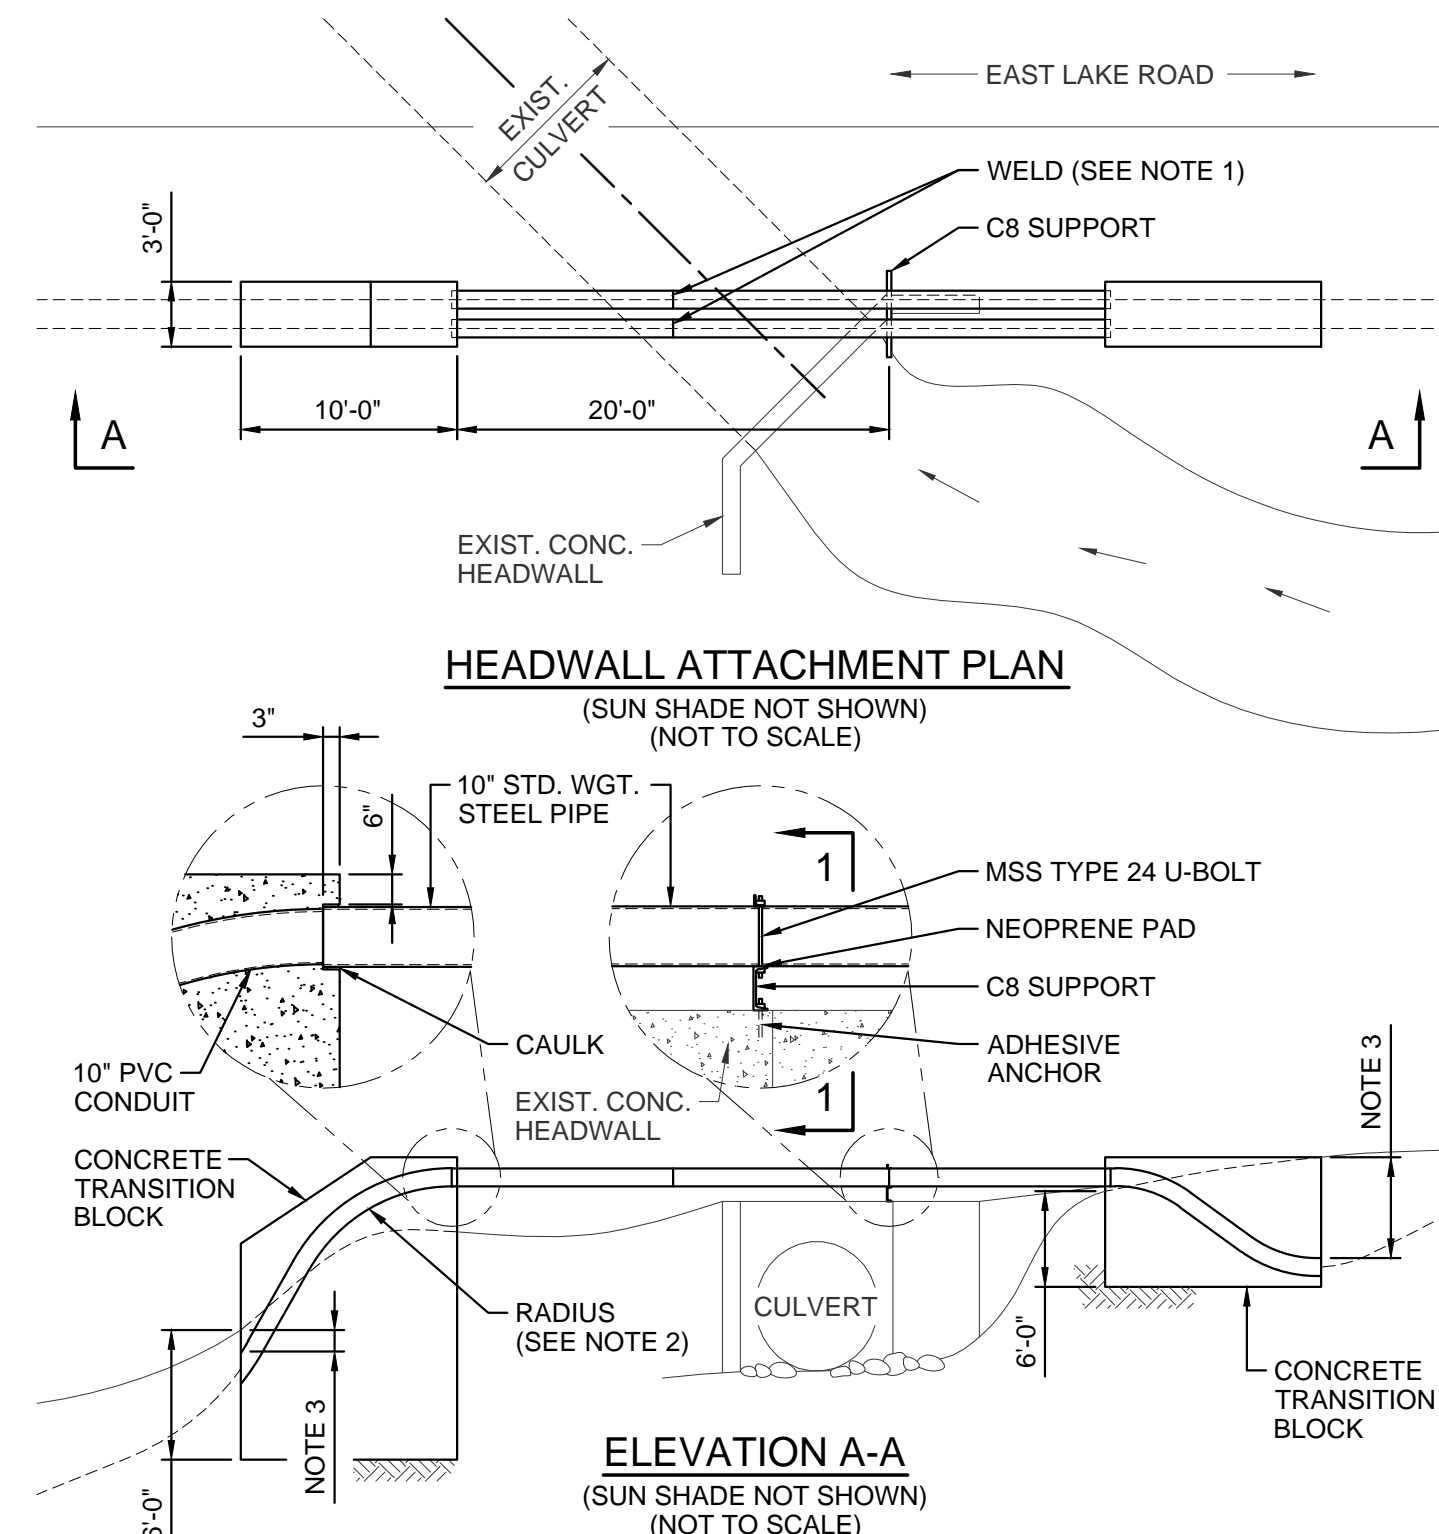 EAST LAKE ROAD
EXIST.
CULVERT
WELD (SEE NOTE 1)
C8 SUPPORT
3'-0"
10'-0"
20'-0"
A
A
EXIST. CONC.
HEADWALL
HEADWALL ATTACHMENT PLAN
(SUN SHADE NOT SHOWN)
(NOT TO SCALE)
3"
6"
10" STD. WGT.
STEEL PIPE
1
MSS TYPE 24 U-BOLT
NEOPRENE PAD
C8 SUPPORT
CAULK
ADHESIVE
ANCHOR
10" PVC
CONDUIT
EXIST. CONC.
HEADWALL
1
NOTE 3
CONCRETE
TRANSITION
BLOCK
RADIUS
(SEE NOTE 2)
CULVERT
6'-0"
CONCRETE
TRANSITION
BLOCK
NOTE 3
ELEVATION A-A
(SUN SHADE NOT SHOWN)
(NOT TO SCALE)